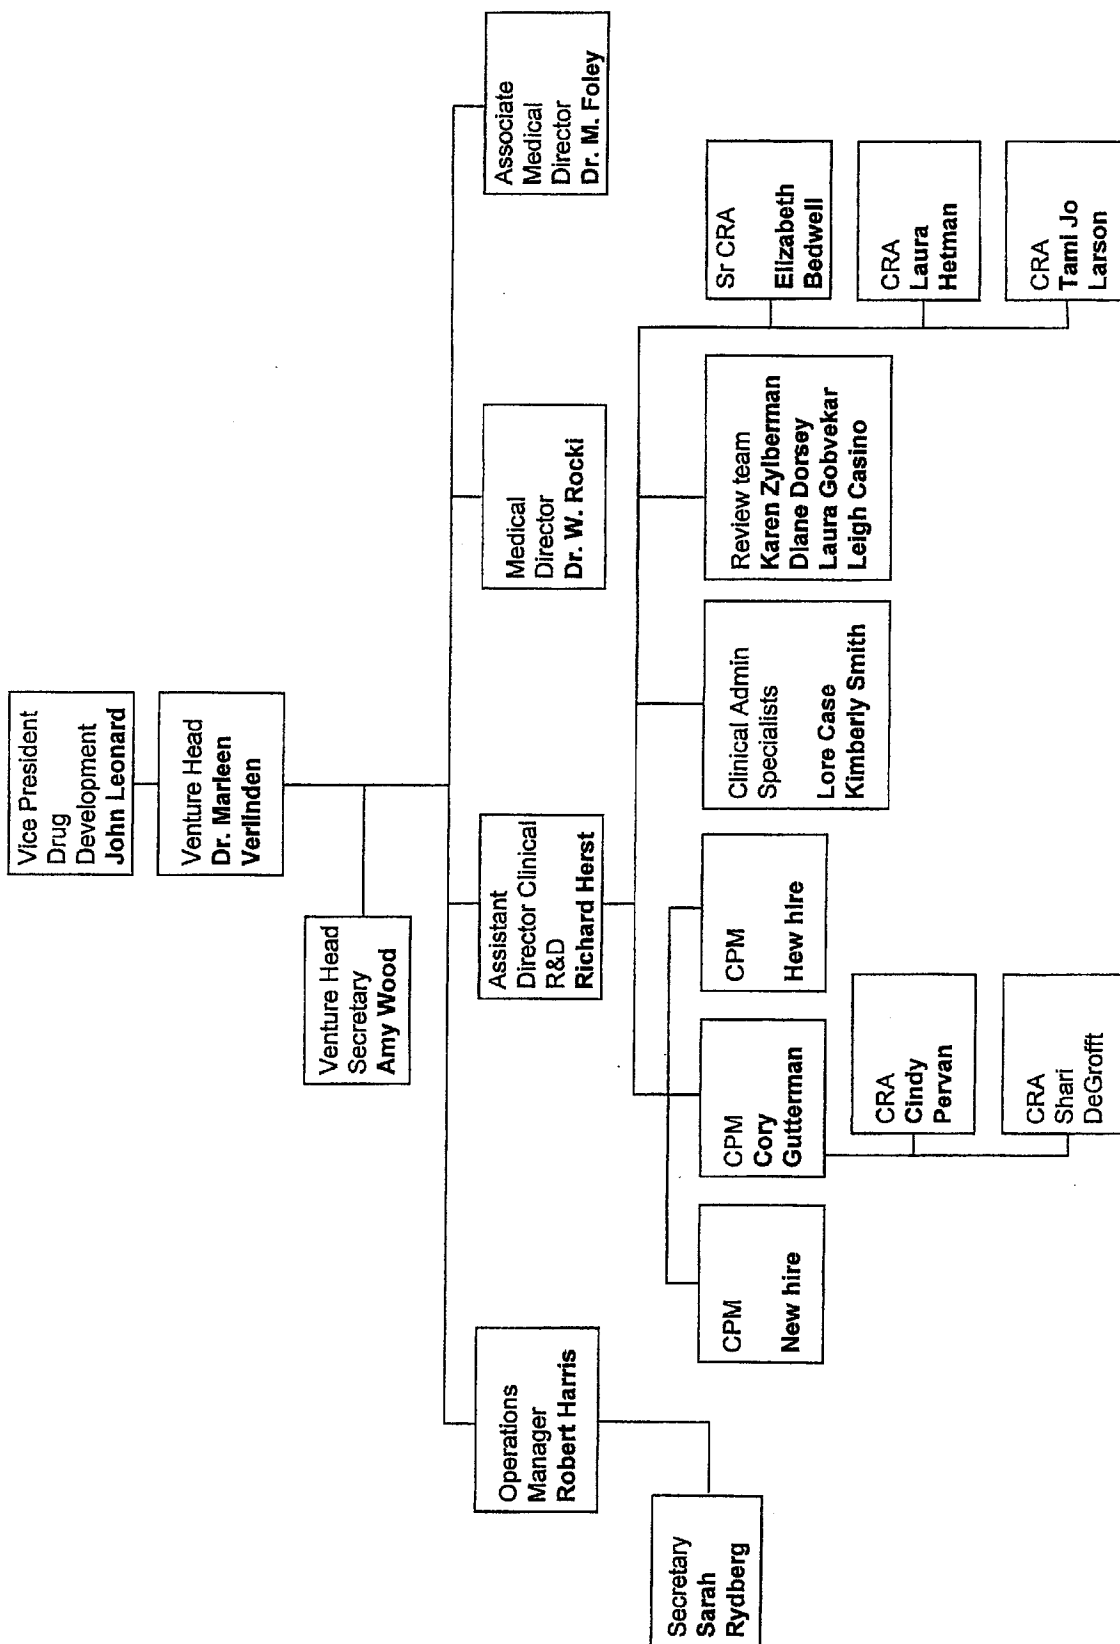 Vice President
Drug
Development
John Leonard
Venture Head
Dr. Marleen
Verlinden
Venture Head
Secretary
Amy Wood
Operations
Manager
Robert Harris
Assistant
Director Clinical
R&D
Richard Herst
Medical
Director
Dr. W. Rocki
Associate
Medical
Director
Dr. M. Foley
Secretary
Sarah
Rydberg
CPM
New hire
CPM
Cory
Gutterman
CPM
Hew hire
Clinical Admin
Specialists
Lore Case
Kimberly Smith
Review team
Karen Zylberman
Diane Dorsey
Laura Gobvekar
Leigh Casino
Sr CRA
Elizabeth
Bedwell
CRA
Cindy
Pervan
CRA
Laura
Hetman
CRA
Shari
DeGrofft
CRA
Tami Jo
Larson